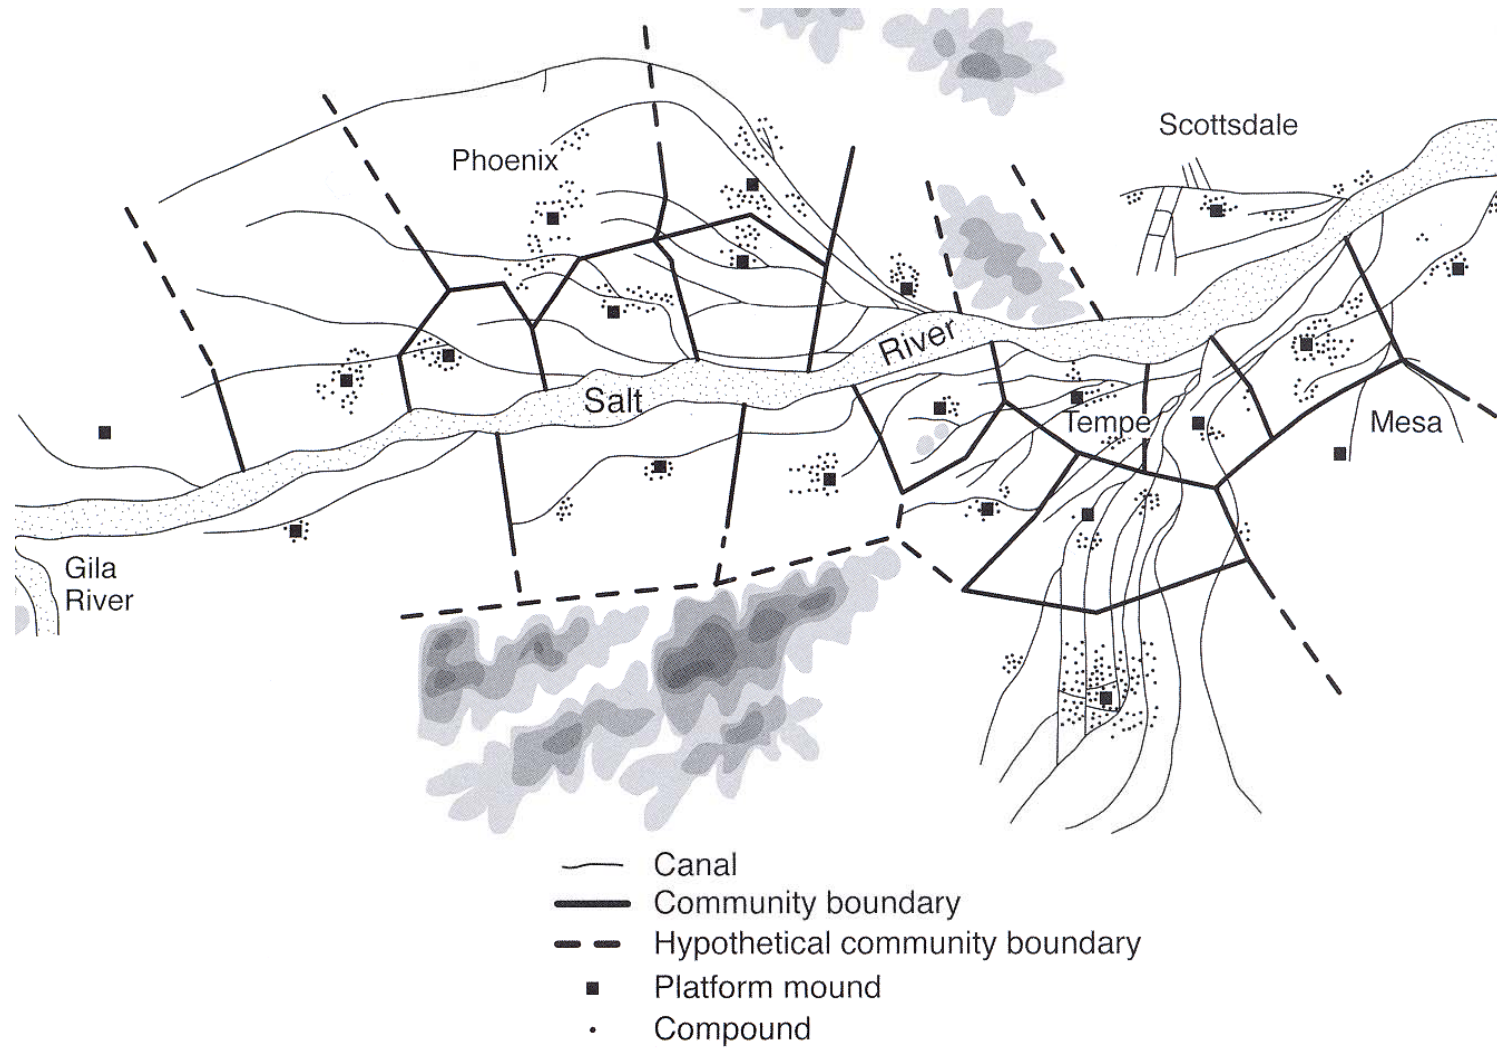 Scottsdale
Phoenix
River
Salt
Tempe
Mesa
Gila
River
Canal
Community boundary
Hypothetical community boundary
Platform mound
Compound